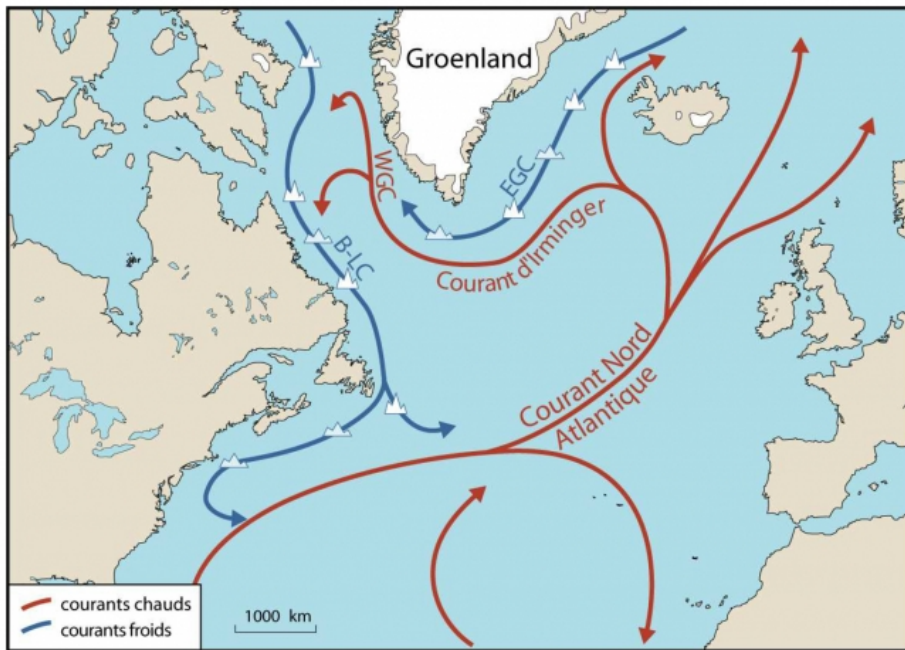 Groenland
WGC
EGC
B-LC
Courant d'Irminger
Courant Nord
Atlantique
courants chauds
courants froids
1000 km